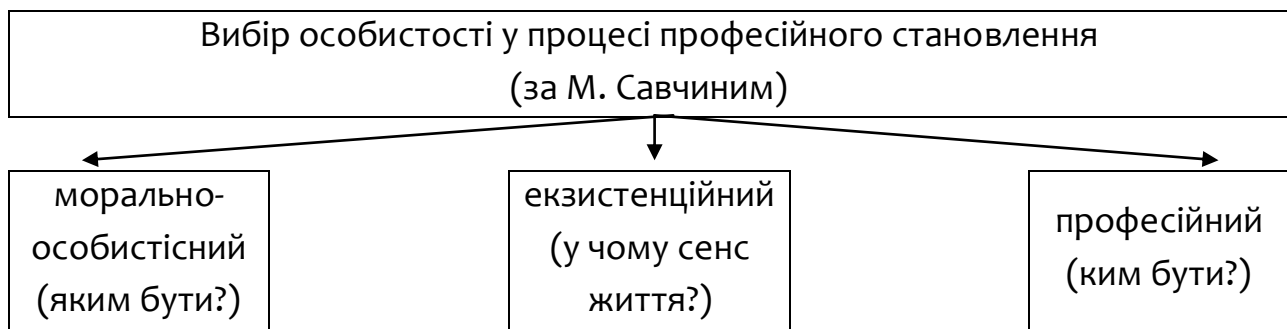 Вибір особистості у процесі професійного становлення
(за М. Савчиним)
морально-
особистісний
(яким бути?)
екзистенційний
(у чому сенс
життя?)
професійний
(ким бути?)